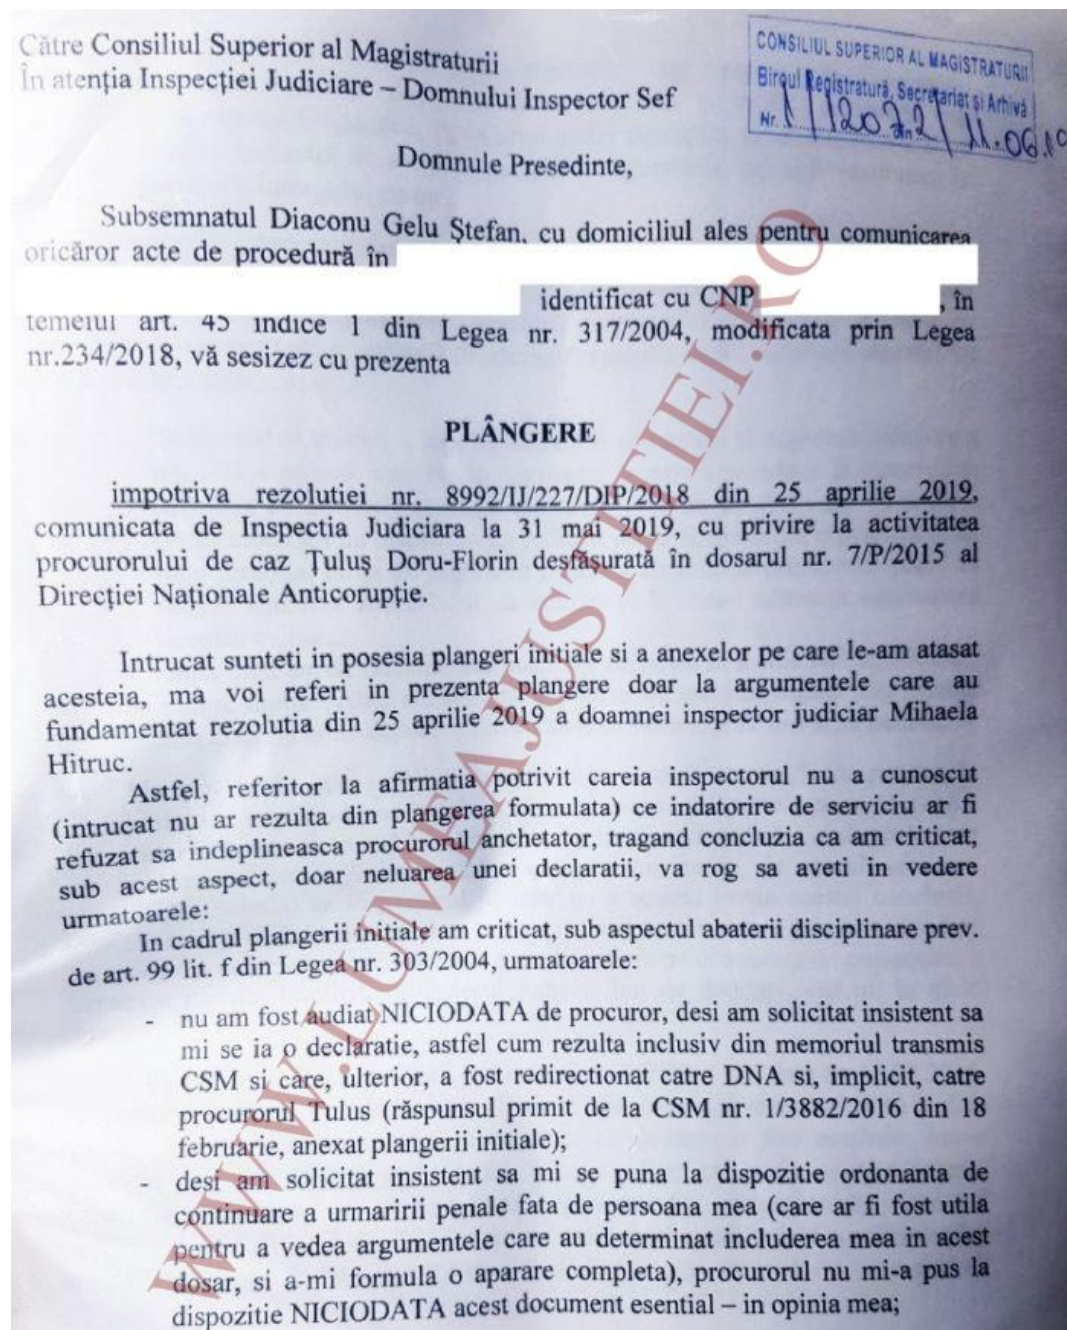 Către Consiliul Superior al Magistraturii
În atenția Inspecției Judiciare – Domnului Inspector Sef
CONSILIUL SUPERIOR AL MAGISTRATURII
Biroul Registratură, Secretariat și Arhivă
Nr. 1/12072/ din 11.06.19
Domnule Presedinte,
Subsemnatul Diaconu Gelu Ștefan, cu domiciliul ales pentru comunicarea
oricăror acte de procedură în
identificat cu CNP , în
temeiul art. 45 indice 1 din Legea nr. 317/2004, modificata prin Legea
nr.234/2018, vă sesizez cu prezenta
PLÂNGERE
impotriva rezolutiei nr. 8992/IJ/227/DIP/2018 din 25 aprilie 2019,
comunicata de Inspectia Judiciara la 31 mai 2019, cu privire la activitatea
procurorului de caz Țuluș Doru-Florin desfășurată în dosarul nr. 7/P/2015 al
Direcției Naționale Anticorupție.
Intrucat sunteti in posesia plangeri initiale si a anexelor pe care le-am atasat
acesteia, ma voi referi in prezenta plangere doar la argumentele care au
fundamentat rezolutia din 25 aprilie 2019 a doamnei inspector judiciar Mihaela
Hitruc.
Astfel, referitor la afirmatia potrivit careia inspectorul nu a cunoscut
(intrucat nu ar rezulta din plangerea formulata) ce indatorire de serviciu ar fi
refuzat sa indeplineasca procurorul anchetator, tragand concluzia ca am criticat,
sub acest aspect, doar neluarea unei declaratii, va rog sa aveti in vedere
urmatoarele:
In cadrul plangerii initiale am criticat, sub aspectul abaterii disciplinare prev.
de art. 99 lit. f din Legea nr. 303/2004, urmatoarele:
- nu am fost audiat NICIODATA de procuror, desi am solicitat insistent sa
mi se ia o declaratie, astfel cum rezulta inclusiv din memoriul transmis
CSM si care, ulterior, a fost redirectionat catre DNA si, implicit, catre
procurorul Tulus (răspunsul primit de la CSM nr. 1/3882/2016 din 18
februarie, anexat plangerii initiale);
- desi am solicitat insistent sa mi se puna la dispozitie ordonanta de
continuare a urmaririi penale fata de persoana mea (care ar fi fost utila
pentru a vedea argumentele care au determinat includerea mea in acest
dosar, si a-mi formula o aparare completa), procurorul nu mi-a pus la
dispozitie NICIODATA acest document esential – in opinia mea;
WWW.LUMEAJUSTITIEI.RO